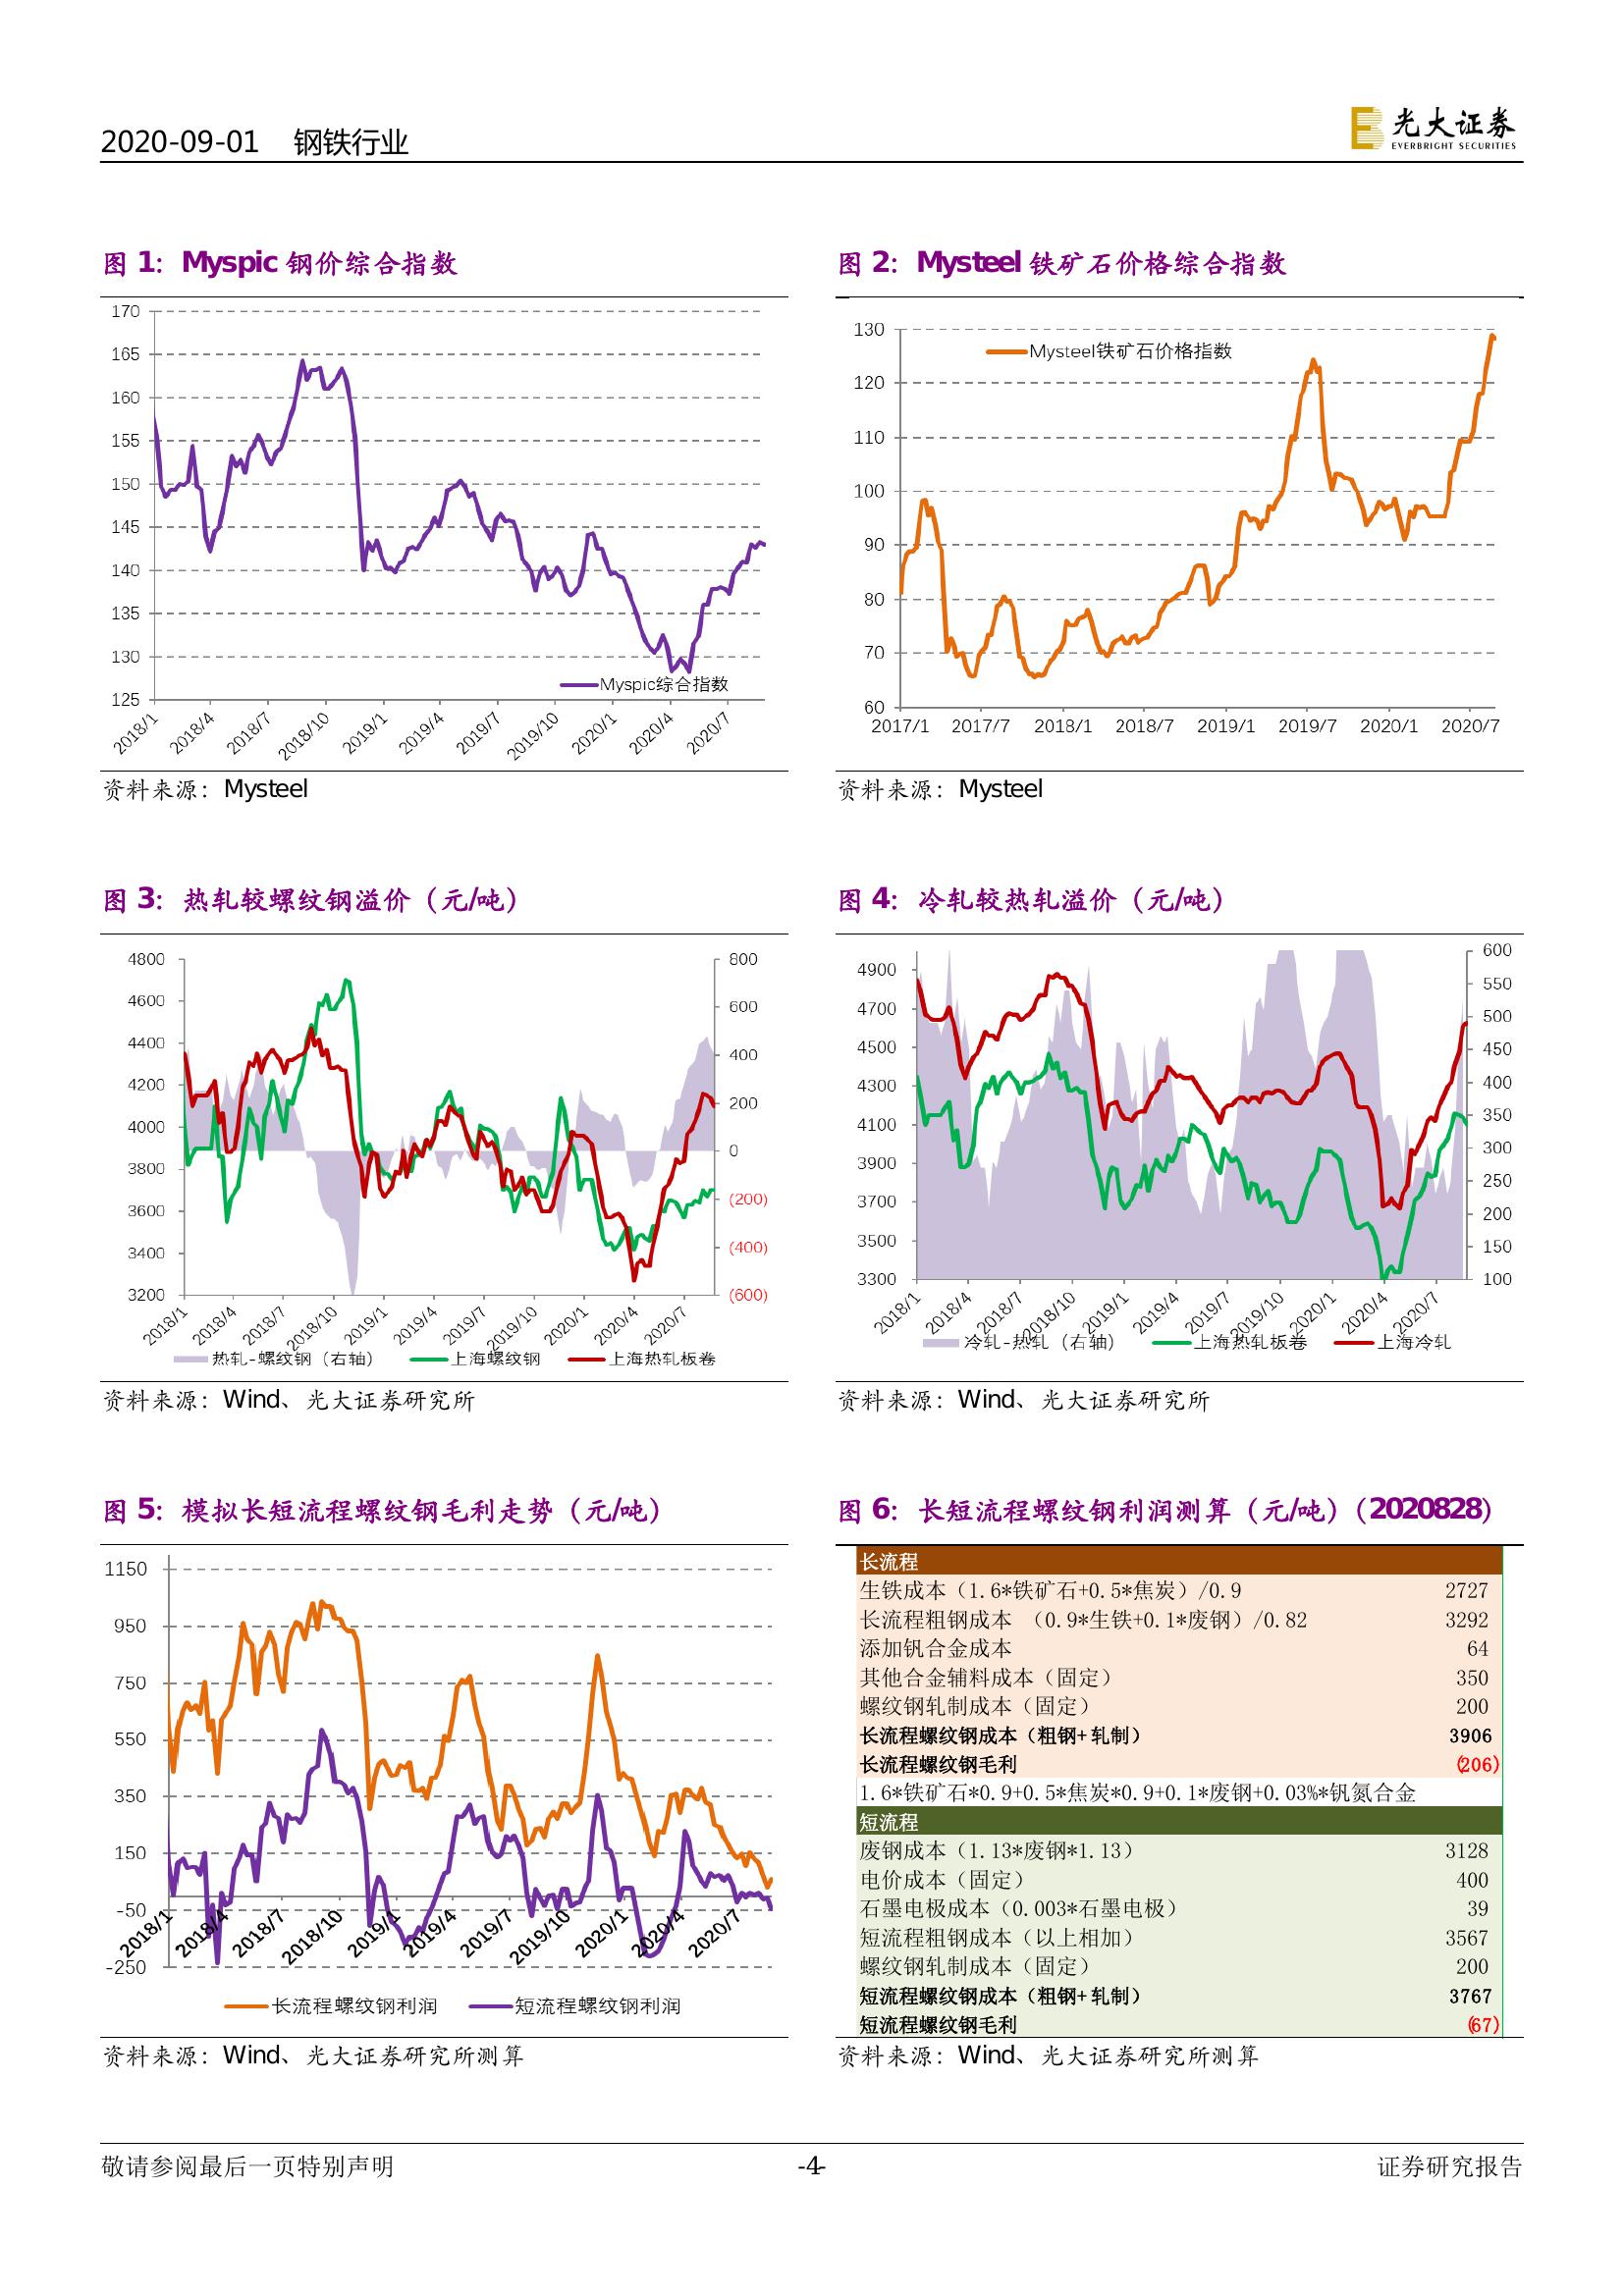 2020-09-01 钢铁行业
光大证券
EVERBRIGHT SECURITIES
图 1：Myspic 钢价综合指数
170
165
160
155
150
145
140
135
130
125
Myspic综合指数
2018/1 2018/4 2018/7 2018/10 2019/1 2019/4 2019/7 2019/10 2020/1 2020/4 2020/7
资料来源：Mysteel
图 2：Mysteel 铁矿石价格综合指数
130
Mysteel铁矿石价格指数
120
110
100
90
80
70
60
2017/1 2017/7 2018/1 2018/7 2019/1 2019/7 2020/1 2020/7
资料来源：Mysteel
图 3：热轧较螺纹钢溢价（元/吨）
4800 800
4600 600
4400 400
4200 200
4000 0
3800 (200)
3600 (400)
3400 (600)
3200
2018/1 2018/4 2018/7 2018/10 2019/1 2019/4 2019/7 2019/10 2020/1 2020/4 2020/7
热轧-螺纹钢（右轴） 上海螺纹钢 上海热轧板卷
资料来源：Wind、光大证券研究所
图 4：冷轧较热轧溢价（元/吨）
4900 600
4700 550
4500 500
4300 450
4100 400
3900 350
3700 300
3500 250
3300 200
150
100
2018/1 2018/4 2018/7 2018/10 2019/1 2019/4 2019/7 2019/10 2020/1 2020/4 2020/7
冷轧-热轧（右轴） 上海热轧板卷 上海冷轧
资料来源：Wind、光大证券研究所
图 5：模拟长短流程螺纹钢毛利走势（元/吨）
1150
950
750
550
350
150
-50
-250
2018/1 2018/4 2018/7 2018/10 2019/1 2019/4 2019/7 2019/10 2020/1 2020/4 2020/7
长流程螺纹钢利润 短流程螺纹钢利润
资料来源：Wind、光大证券研究所测算
图 6：长短流程螺纹钢利润测算（元/吨）（2020828）
长流程
生铁成本（1.6*铁矿石+0.5*焦炭）/0.9 2727
长流程粗钢成本 （0.9*生铁+0.1*废钢）/0.82 3292
添加钒合金成本 64
其他合金辅料成本（固定） 350
螺纹钢轧制成本（固定） 200
长流程螺纹钢成本（粗钢+轧制） 3906
长流程螺纹钢毛利 (206)
1.6*铁矿石*0.9+0.5*焦炭*0.9+0.1*废钢+0.03%*钒氮合金
短流程
废钢成本（1.13*废钢*1.13） 3128
电价成本（固定） 400
石墨电极成本（0.003*石墨电极） 39
短流程粗钢成本（以上相加） 3567
螺纹钢轧制成本（固定） 200
短流程螺纹钢成本（粗钢+轧制） 3767
短流程螺纹钢毛利 (67)
资料来源：Wind、光大证券研究所测算
敬请参阅最后一页特别声明 -4- 证券研究报告